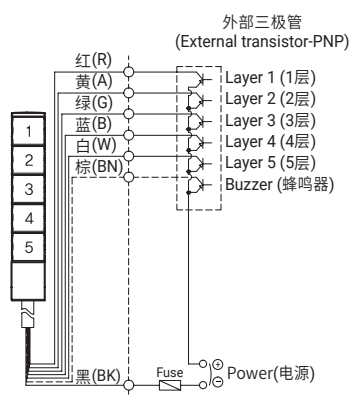 外部三极管
(External transistor-PNP)
红(R)
黄(A)
绿(G)
蓝(B)
白(W)
棕(BN)
Layer 1 (1层)
Layer 2 (2层)
Layer 3 (3层)
Layer 4 (4层)
Layer 5 (5层)
Buzzer (蜂鸣器)
1
2
3
4
5
黑(BK)
Fuse
Power(电源)